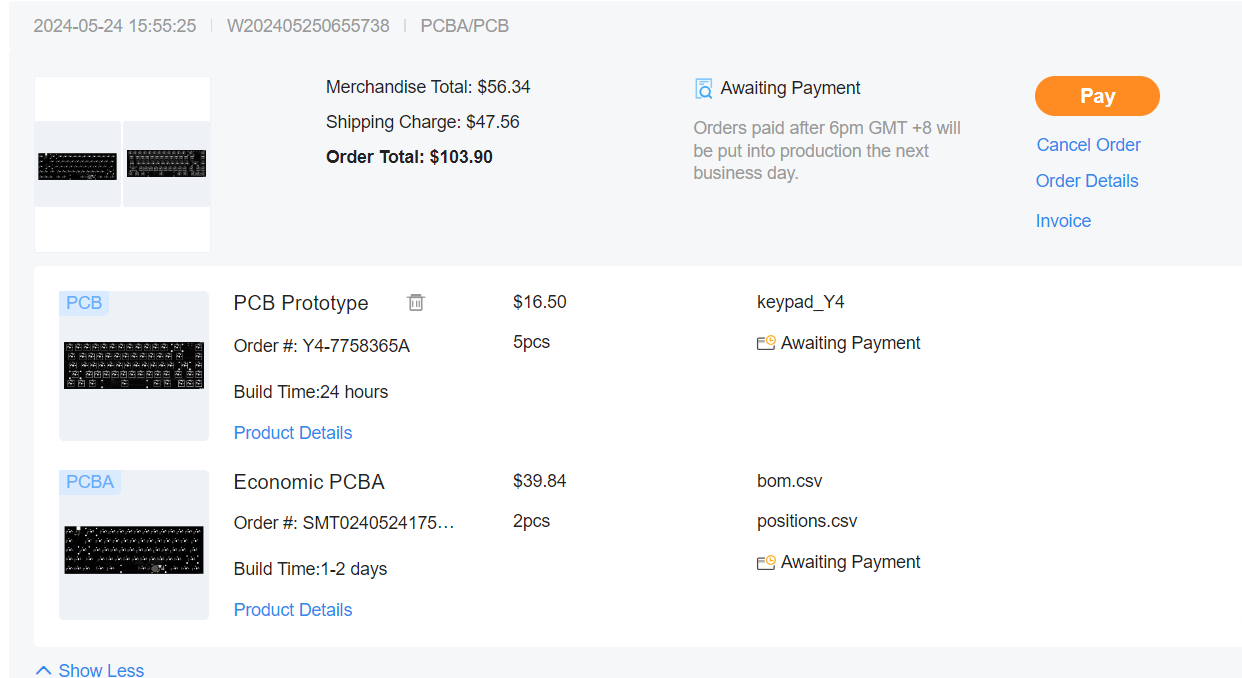 2024-05-24 15:55:25 | W202405250655738 | PCBA/PCB
Merchandise Total: $56.34
Shipping Charge: $47.56
Order Total: $103.90
Awaiting Payment
Orders paid after 6pm GMT +8 will
be put into production the next
business day.
Pay
Cancel Order
Order Details
Invoice
PCB
PCB Prototype
$16.50
keypad_Y4
Order #: Y4-7758365A
5pcs
Awaiting Payment
Build Time:24 hours
Product Details
PCBA
Economic PCBA
$39.84
bom.csv
Order #: SMT0240524175…
2pcs
positions.csv
Awaiting Payment
Build Time:1-2 days
Product Details
Show Less